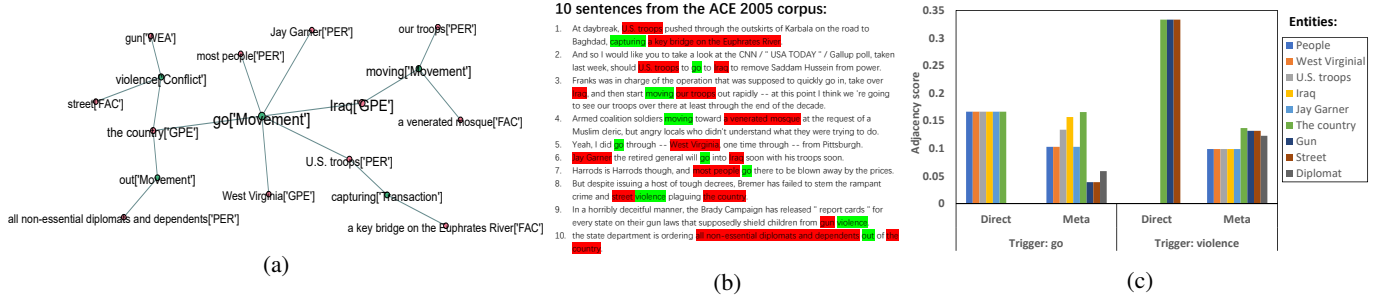 gun['WEA']
Jay Garner['PER']
our troops['PER']
most people['PER']
violence['Conflict']
moving['Movement']
street['FAC']
Iraq['GPE']
go['Movement']
a venerated mosque['FAC']
the country['GPE']
U.S. troops['PER']
out['Movement']
West Virginia['GPE']
capturing['Transaction']
all non-essential diplomats and dependents['PER']
a key bridge on the Euphrates River['FAC']
(a)
10 sentences from the ACE 2005 corpus:
1. At daybreak, U.S. troops pushed through the outskirts of Karbala on the road to
Baghdad, capturing a key bridge on the Euphrates River.
2. And so I would like you to take a look at the CNN / " USA TODAY " / Gallup poll, taken
last week, should U.S. troops to go to Iraq to remove Saddam Hussein from power.
3. Franks was in charge of the operation that was supposed to quickly go in, take over
Iraq, and then start moving our troops out rapidly -- at this point I think we 're going
to see our troops over there at least through the end of the decade.
4. Armed coalition soldiers moving toward a venerated mosque at the request of a
Muslim cleric, but angry locals who didn't understand what they were trying to do.
5. Yeah, I did go through -- West Virginia, one time through -- from Pittsburgh.
6. Jay Garner the retired general will go into Iraq soon with his troops soon.
7. Harrods is Harrods though, and most people go there to be blown away by the prices.
8. But despite issuing a host of tough decrees, Bremer has failed to stem the rampant
crime and street violence plaguing the country.
9. In a horribly deceitful manner, the Brady Campaign has released " report cards " for
every state on their gun laws that supposedly shield children from gun violence
10. the state department is ordering all non-essential diplomats and dependents out of the
country.
(b)
Adjacency score
0.35
0.3
0.25
0.2
0.15
0.1
0.05
0
Direct
Meta
Direct
Meta
Trigger: go
Trigger: violence
Entities:
People
West Virginial
U.S. troops
Iraq
Jay Garner
The country
Gun
Street
Diplomat
(c)